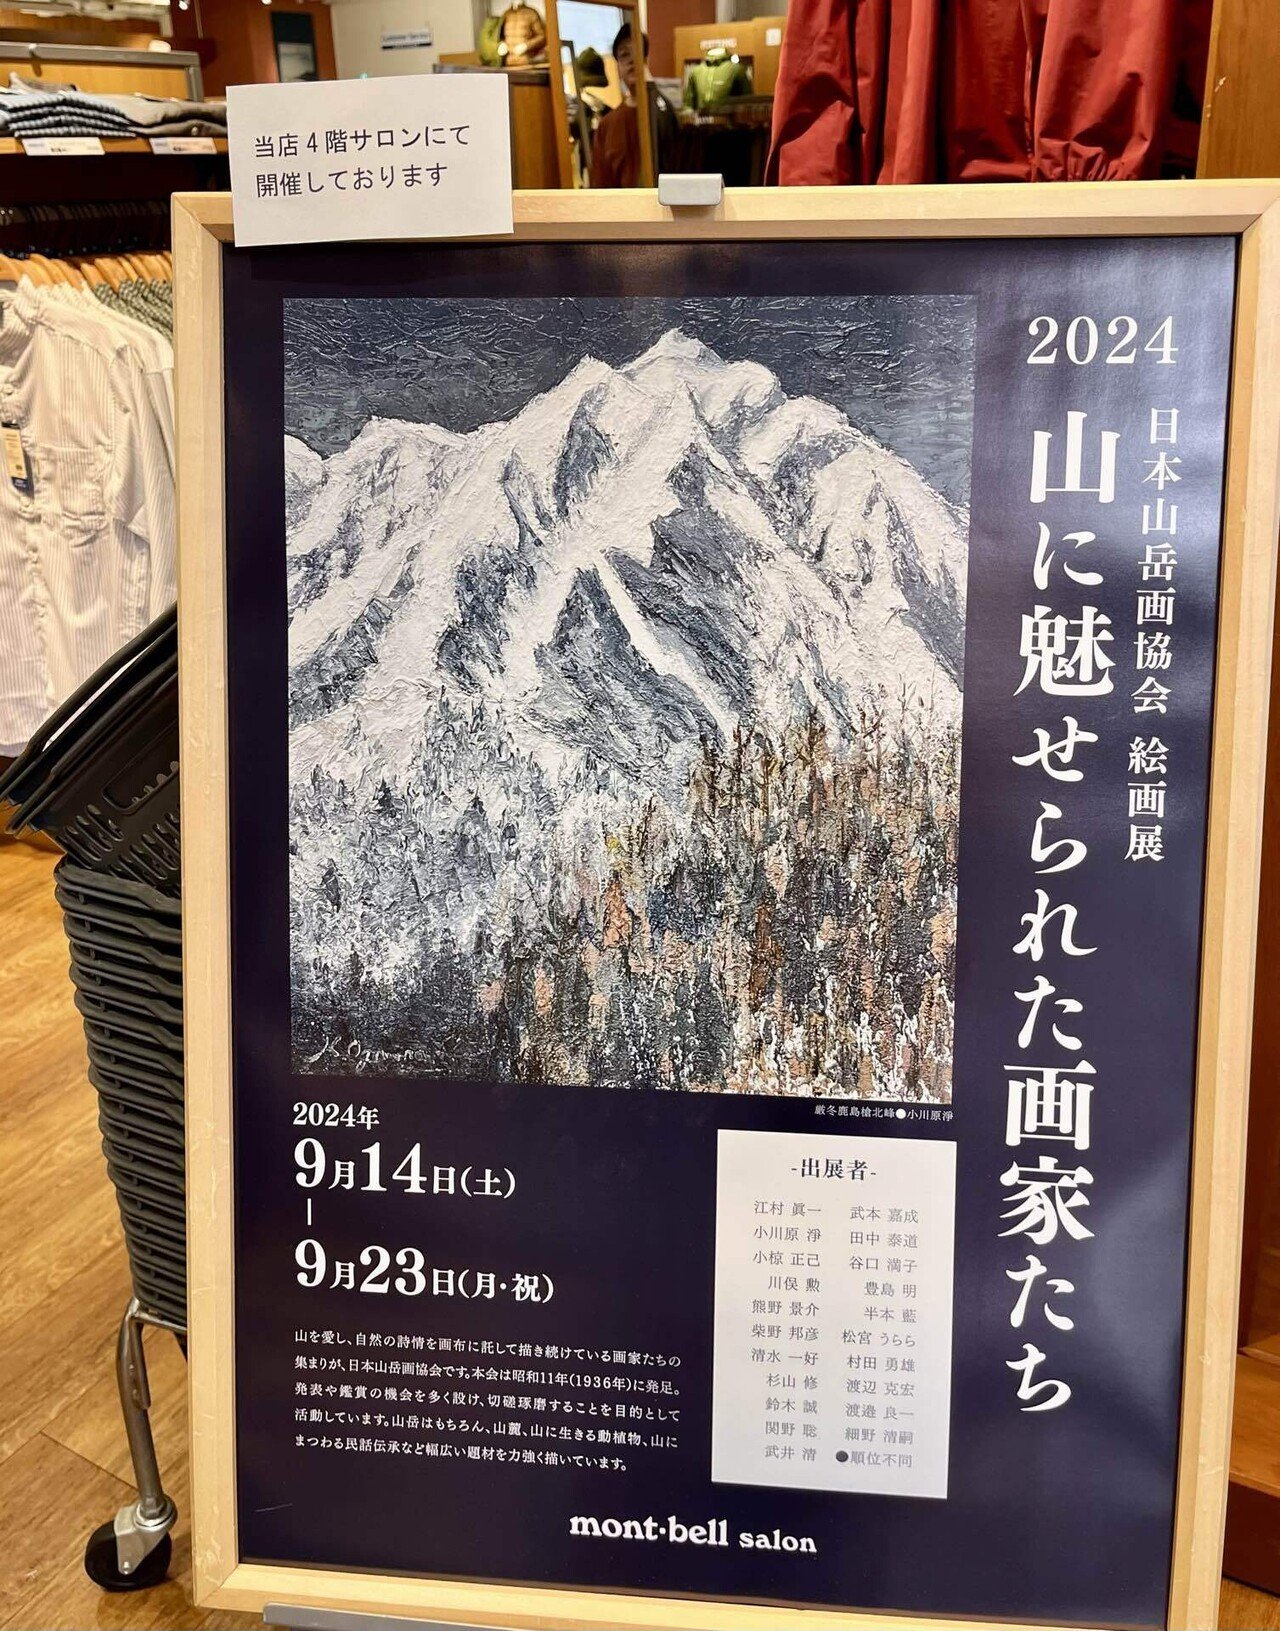 当店4階サロンにて
開催しております
2024
日本山岳画協会 絵画展
山に魅せられた画家たち
厳冬鹿島槍北峰●小川原淨
2024年
9月14日(土)
9月23日(月・祝)
山を愛し、自然の詩情を画布に託して描き続けている画家たちの
集まりが、日本山岳画協会です。本会は昭和11年(1936年)に発足。
発表や鑑賞の機会を多く設け、切磋琢磨することを目的として
活動しています。山岳はもちろん、山麓、山に生きる動植物、山に
まつわる民話伝承など幅広い題材を力強く描いています。
-出展者-
江村 眞一 武本 嘉成
小川原 淨 田中 泰道
小椋 正己 谷口 満子
川俣 勲 豊島 明
熊野 景介 半本 藍
柴野 邦彦 松宮 うらら
清水 一好 村田 勇雄
杉山 修 渡辺 克宏
鈴木 誠 渡邉 良一
関野 聡 細野 清嗣
武井 清 ●順位不同
mont-bell salon